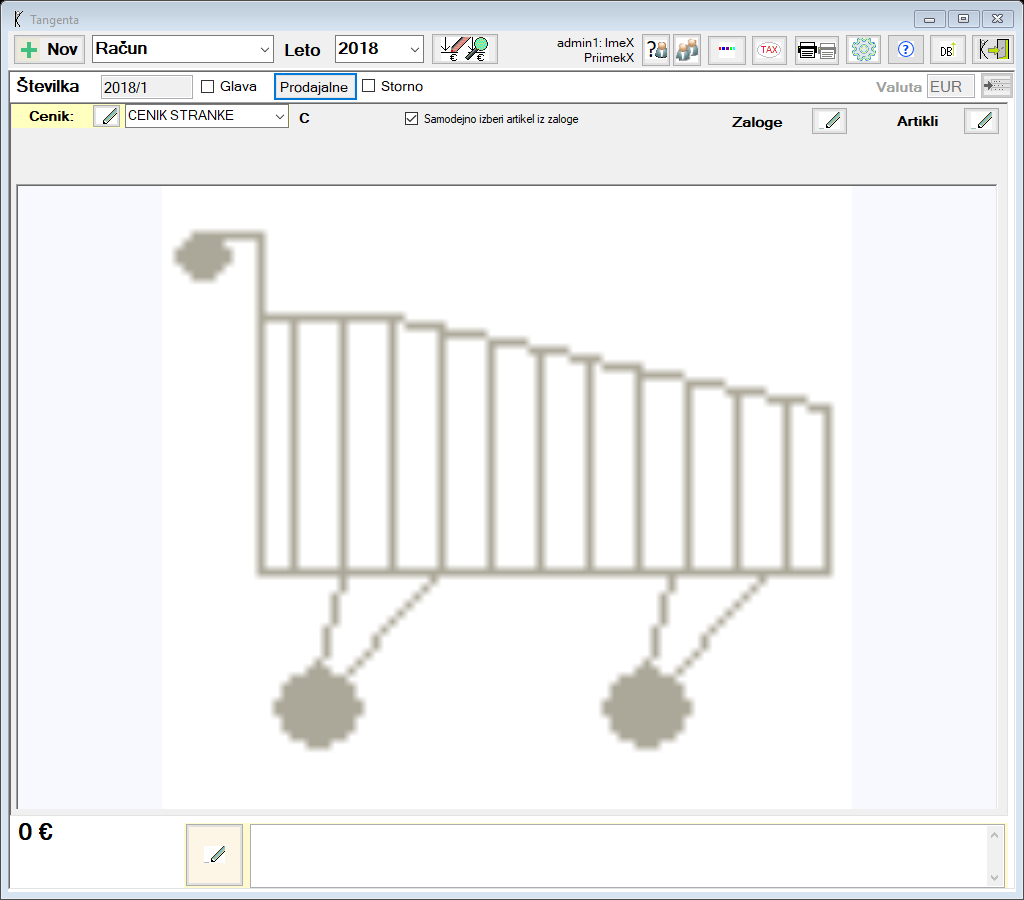 Tangenta
Nov Račun Leto 2018 admin1: ImeX TAX DB
PriimekX
Številka 2018/1 Glava Prodajalne Storno Valuta EUR
Cenik: CENIK STRANKE C Samodejno izberi artikel iz zaloge Zaloge Artikli
0 €